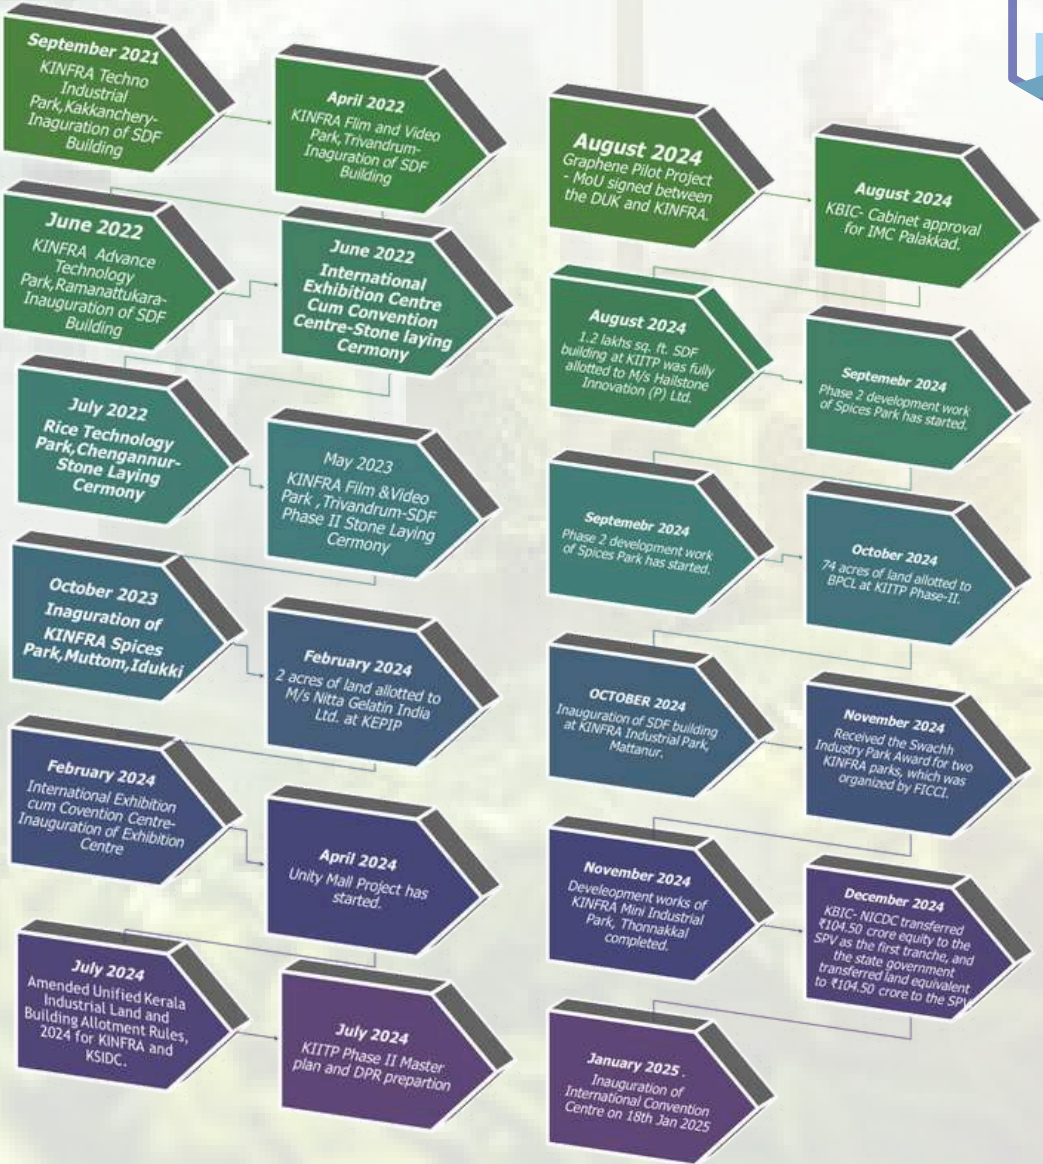 September 2021
KINFRA Techno
Industrial
Park,Kakkanchery-
Inaguration of SDF
Building
April 2022
KINFRA Flim and Video
Park,Trivandrum-
Inaguration of SDF
Building
June 2022
KINFRA Advance
Technology
Park,Ramanattukara-
Inauguration of SDF
Building
June 2022
International
Exhibition Centre
Cum Convention
Centre-Stone laying
Cermony
July 2022
Rice Technology
Park,Chengannur-
Stone Laying
Cermony
May 2023
KINFRA Film &Video
Park ,Trivandrum-SDF
Phase II Stone Laying
Cermony
October 2023
Inaguration of
KINFRA Spices
Park,Muttom,Idukki
February 2024
2 acres of land allotted to
M/s Nitta Gelatin India
Ltd. at KEPIP
February 2024
International Exhibition
cum Covention Centre-
Inauguration of Exhibition
Centre
April 2024
Unity Mall Project has
started.
July 2024
Amended Unified Kerala
Industrial Land and
Building Allotment Rules,
2024 for KINFRA and
KSIDC.
July 2024
KIITP Phase II Master
plan and DPR prepartion
August 2024
Graphene Pilot Project
- MoU signed between
the DUK and KINFRA.
August 2024
KBIC- Cabinet approval
for IMC Palakkad.
August 2024
1.2 lakhs sq. ft. SDF
building at KIITP was fully
allotted to M/s Hailstone
Innovation (P) Ltd.
Septemebr 2024
Phase 2 development work
of Spices Park has started.
Septemebr 2024
Phase 2 development work
of Spices Park has started.
October 2024
74 acres of land allotted to
BPCL at KIITP Phase-II.
OCTOBER 2024
Inauguration of SDF building
at KINFRA Industrial Park,
Mattanur.
November 2024
Received the Swachh
Industry Park Award for two
KINFRA parks, which was
organized by FICCI.
November 2024
Develeopment works of
KINFRA Mini Industrial
Park, Thonnakkal
completed.
December 2024
KBIC- NICDC transferred
₹104.50 crore equity to the
SPV as the first tranche, and
the state government
transferred land equivalent
to ₹104.50 crore to the SPV
January 2025 .
Inauguration of
International Convention
Centre on 18th Jan 2025